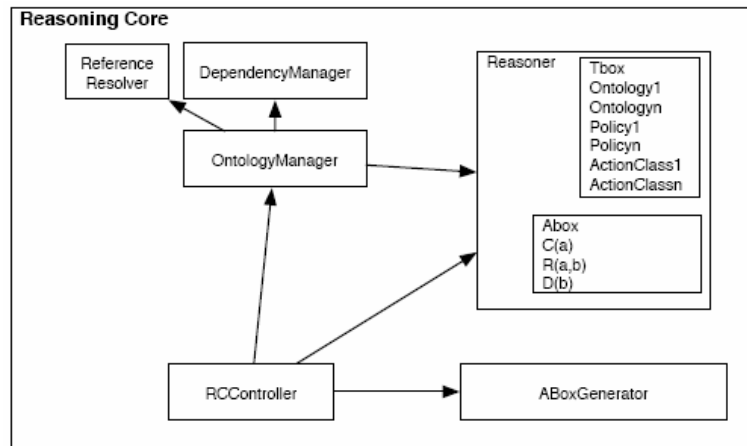 Reasoning Core
Reference
Resolver
DependencyManager
OntologyManager
Reasoner
Tbox
Ontology1
Ontologyn
Policy1
Policyn
ActionClass1
ActionClassn
Abox
C(a)
R(a,b)
D(b)
RCController
ABoxGenerator